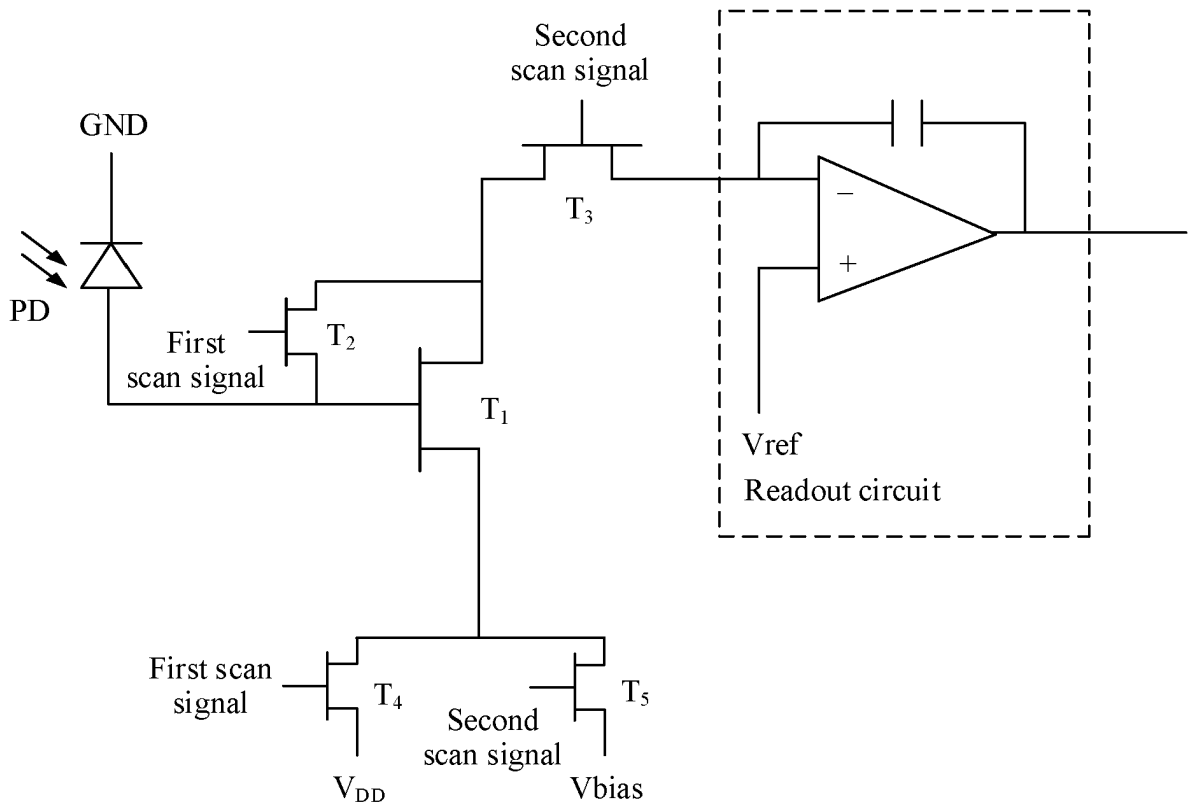 Second
scan signal
GND
T3
−
+
PD
T2
First
scan signal
T1
Vref
Readout circuit
First scan
signal
T4
Second
scan signal
T5
VDD
Vbias